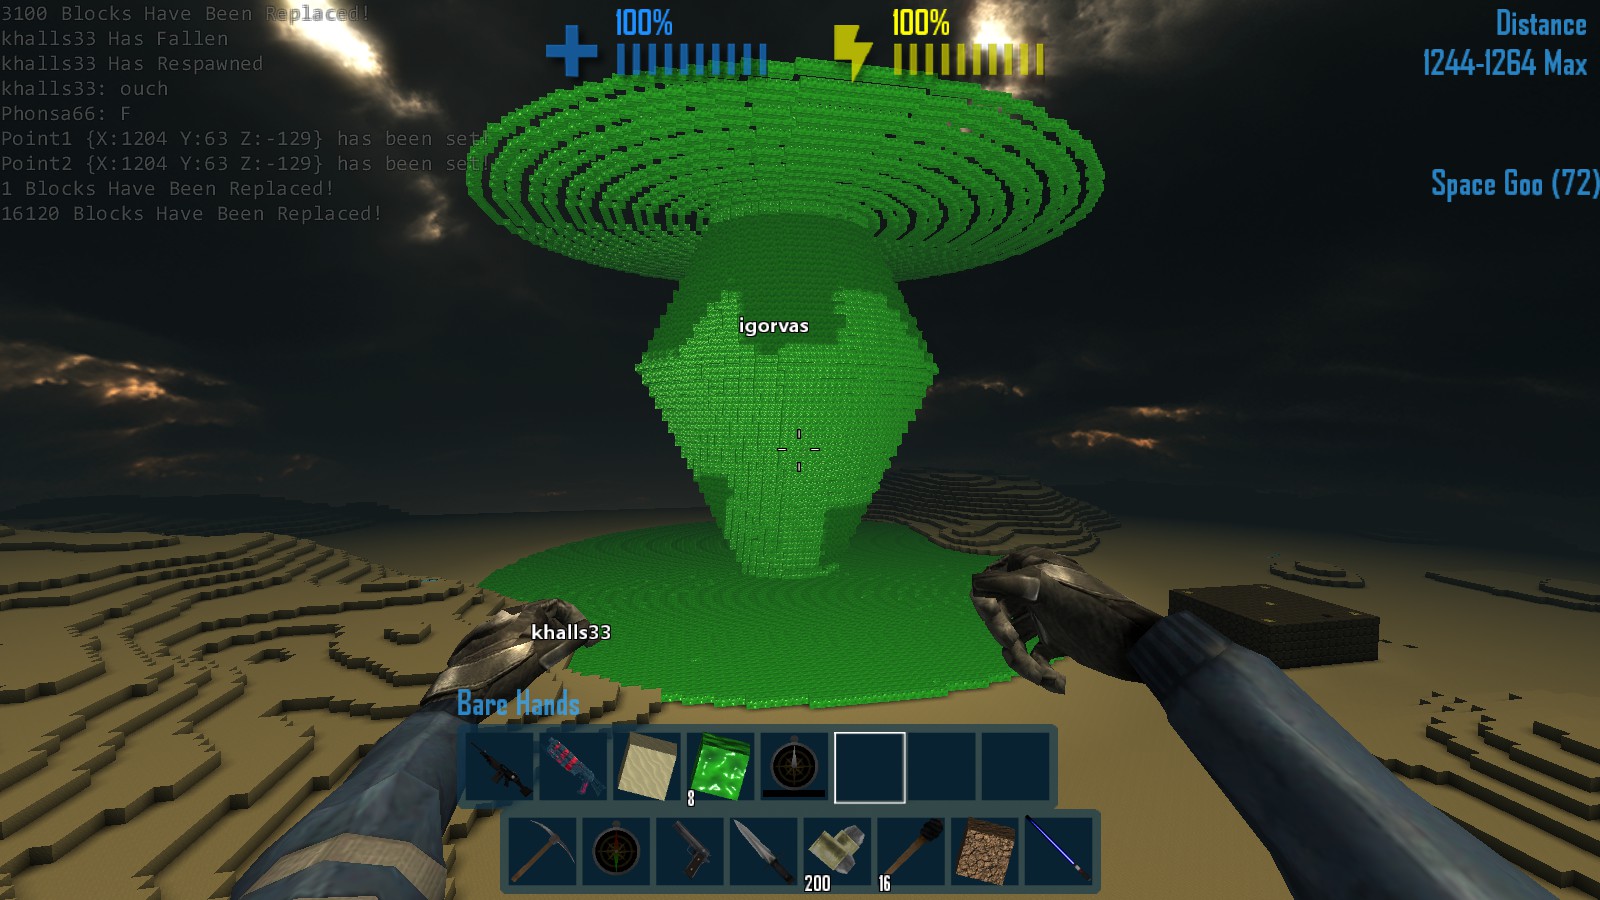 3100 Blocks Have Been Replaced!
khalls33 Has Fallen
khalls33 Has Respawned
khalls33: ouch
Phonsa66: F
Point1 {X:1204 Y:63 Z:-129} has been set!
Point2 {X:1204 Y:63 Z:-129} has been set!
1 Blocks Have Been Replaced!
16120 Blocks Have Been Replaced!
100%
100%
Distance
1244-1264 Max
Space Goo (72)
igorvas
khalls33
Bare Hands
8
200
16